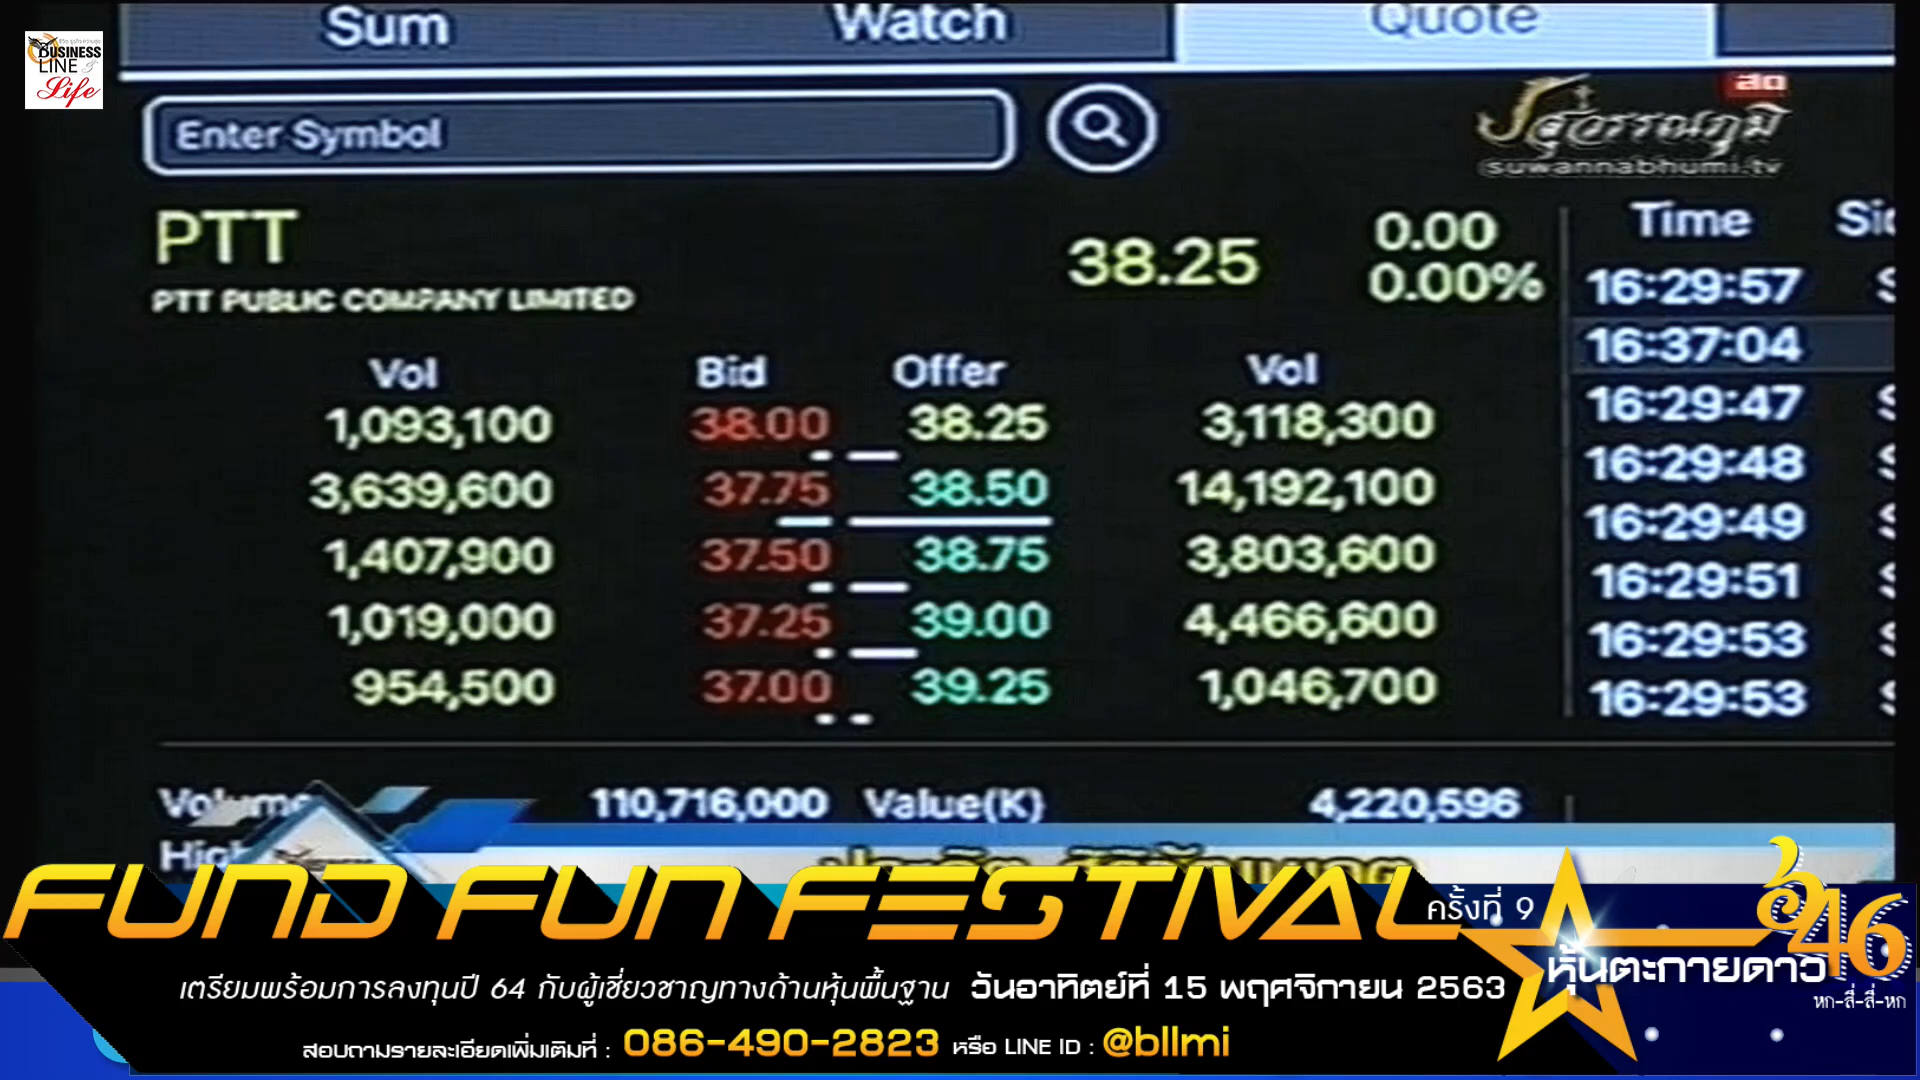 Sum Watch Quote
BUSINESS
LINE &
Life
Enter Symbol
สด
สุวรรณภูมิ
suwannabhumi.tv
PTT 38.25 0.00
0.00%
PTT PUBLIC COMPANY LIMITED
Vol Bid Offer Vol
1,093,100 38.00 38.25 3,118,300
3,639,600 37.75 38.50 14,192,100
1,407,900 37.50 38.75 3,803,600
1,019,000 37.25 39.00 4,466,600
954,500 37.00 39.25 1,046,700
Time
16:29:57 S
16:37:04
16:29:47 S
16:29:48 S
16:29:49 S
16:29:51 S
16:29:53 S
16:29:53 S
Volume 110,716,000 Value(K) 4,220,596
FUND FUN FESTIVAL ครั้งที่ 9
หุ้นตะกายดาว
646
หก-สี่-สี่-หก
เตรียมพร้อมการลงทุนปี 64 กับผู้เชี่ยวชาญทางด้านหุ้นพื้นฐาน วันอาทิตย์ที่ 15 พฤศจิกายน 2563
สอบถามรายละเอียดเพิ่มเติมที่ : 086-490-2823 หรือ LINE ID : @bllmi